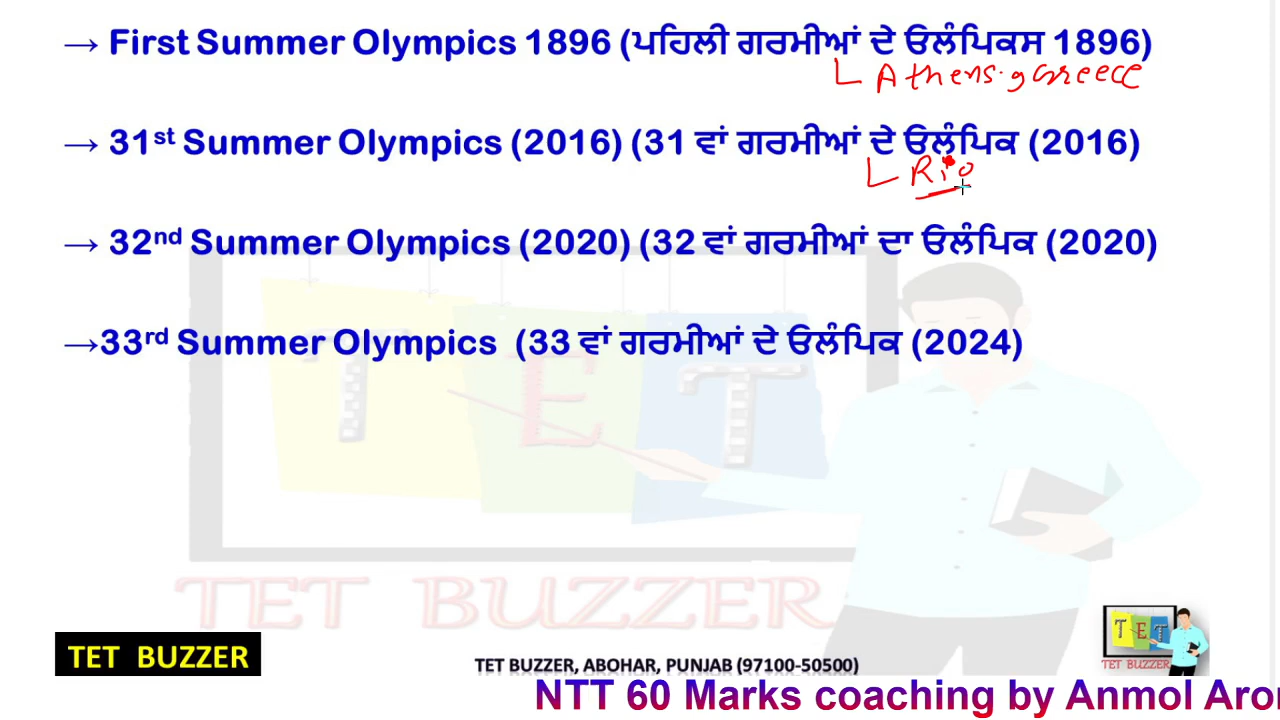 → First Summer Olympics 1896 (ਪਹਿਲੀ ਗਰਮੀਆਂ ਦੇ ਓਲੰਪਿਕਸ 1896)
Athens, Greece
→ 31st Summer Olympics (2016) (31 ਵਾਂ ਗਰਮੀਆਂ ਦੇ ਓਲੰਪਿਕ (2016)
Rio
→ 32nd Summer Olympics (2020) (32 ਵਾਂ ਗਰਮੀਆਂ ਦਾ ਓਲੰਪਿਕ (2020)
→33rd Summer Olympics (33 ਵਾਂ ਗਰਮੀਆਂ ਦੇ ਓਲੰਪਿਕ (2024)
TET
TET BUZZER
TET BUZZER
TET BUZZER, ABOHAR, PUNJAB (97100-50500)
TET
TET BUZZER
NTT 60 Marks coaching by Anmol Aror